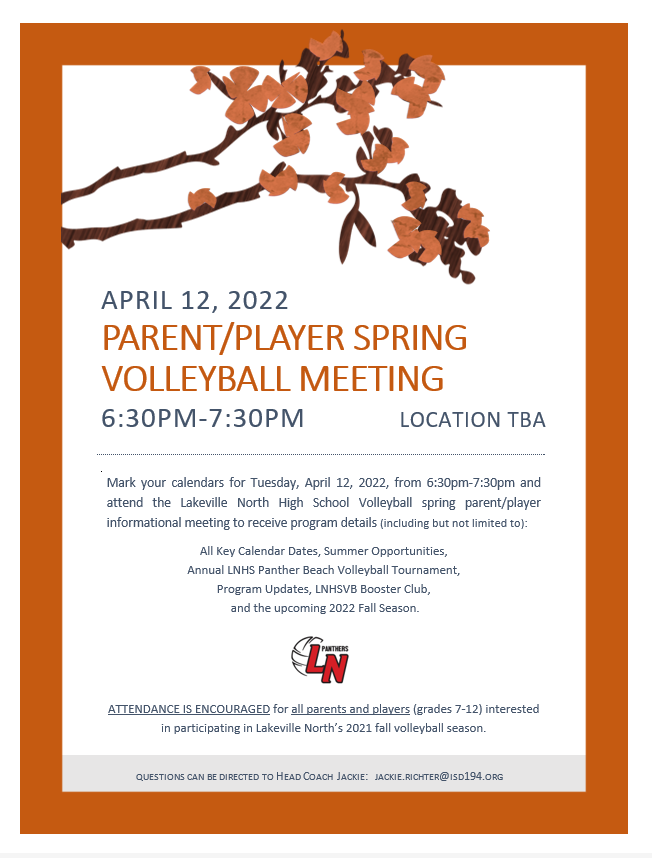 APRIL 12, 2022
PARENT/PLAYER SPRING
VOLLEYBALL MEETING
6:30PM-7:30PM LOCATION TBA
.
Mark your calendars for Tuesday, April 12, 2022, from 6:30pm-7:30pm and
attend the Lakeville North High School Volleyball spring parent/player
informational meeting to receive program details (including but not limited to):
All Key Calendar Dates, Summer Opportunities,
Annual LNHS Panther Beach Volleyball Tournament,
Program Updates, LNHSVB Booster Club,
and the upcoming 2022 Fall Season.
PANTHERS
LN
ATTENDANCE IS ENCOURAGED for all parents and players (grades 7-12) interested
in participating in Lakeville North's 2021 fall volleyball season.
QUESTIONS CAN BE DIRECTED TO HEAD COACH JACKIE: JACKIE.RICHTER@ISD194.ORG